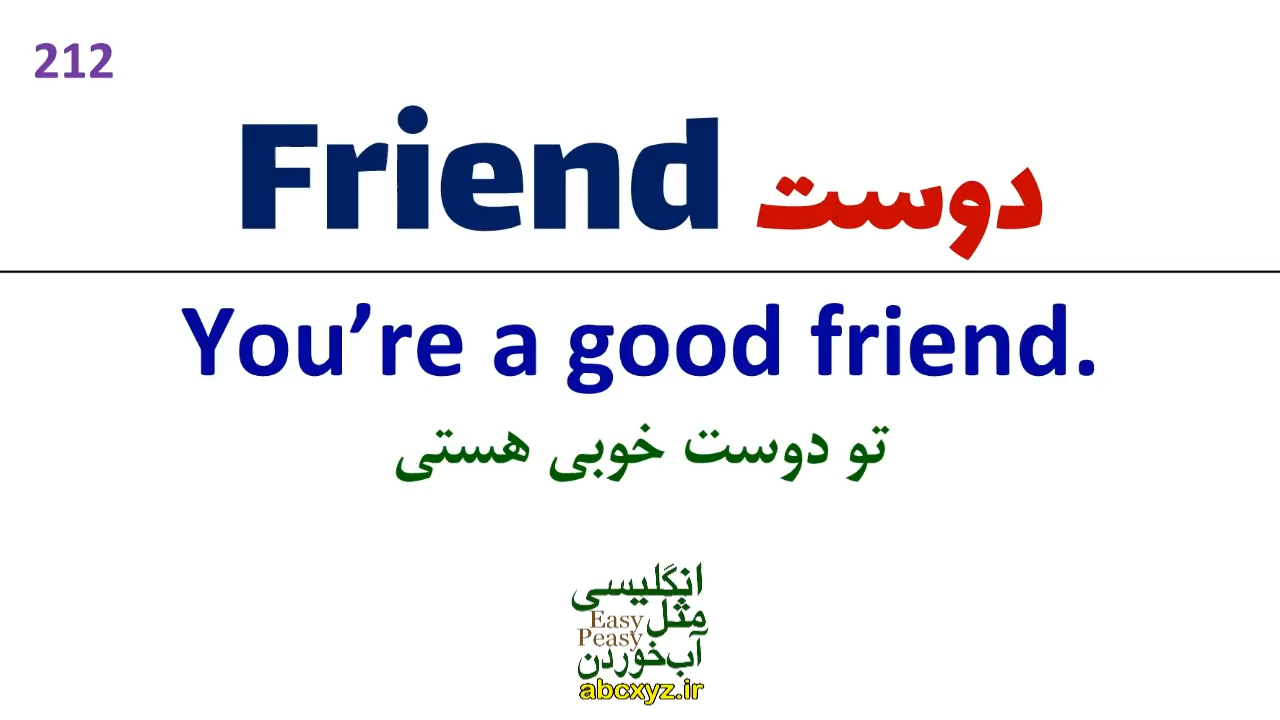 212
Friend دوست
You’re a good friend.
تو دوست خوبی هستی
انگلیسی
مثل
Easy
Peasy
آب‌خوردن
abcxyz.ir